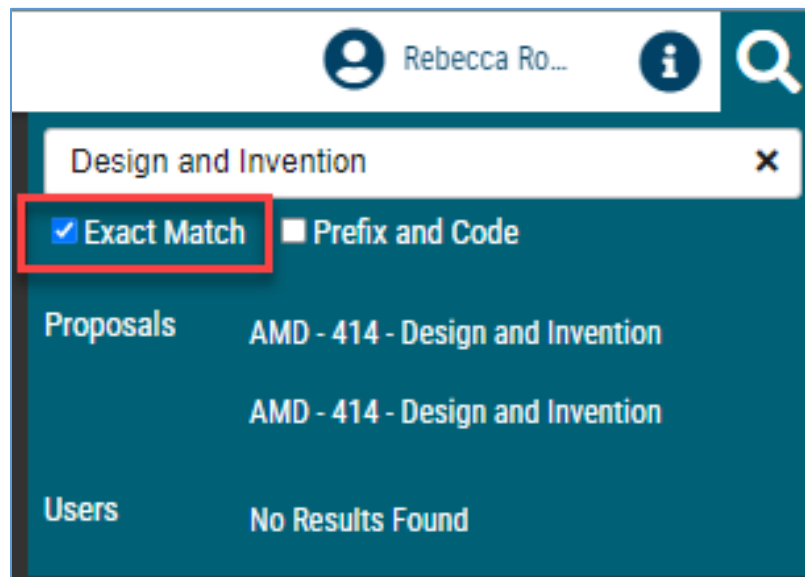 Rebecca Ro...
Design and Invention
Exact Match Prefix and Code
Proposals AMD - 414 - Design and Invention
AMD - 414 - Design and Invention
Users No Results Found